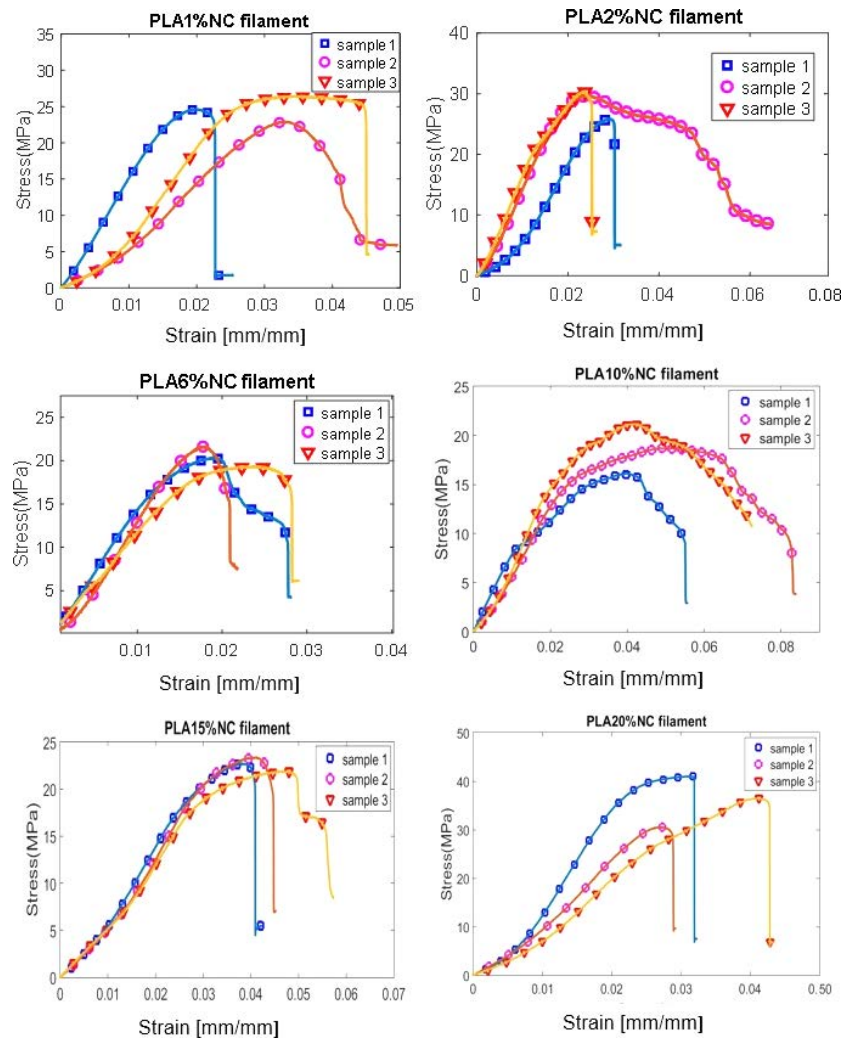 PLA1%NC filament
35
30
25
20
15
10
5
0
Stress(MPa)
sample 1
sample 2
sample 3
0 0.01 0.02 0.03 0.04 0.05
Strain [mm/mm]
PLA2%NC filament
40
30
20
10
0
Stress(MPa)
sample 1
sample 2
sample 3
0 0.02 0.04 0.06 0.08
Strain [mm/mm]
PLA6%NC filament
25
20
15
10
5
Stress(MPa)
sample 1
sample 2
sample 3
0.01 0.02 0.03 0.04
Strain [mm/mm]
PLA10%NC filament
25
20
15
10
5
0
Stress(MPa)
sample 1
sample 2
sample 3
0 0.02 0.04 0.06 0.08
Strain [mm/mm]
PLA15%NC filament
25
20
15
10
5
0
Stress(MPa)
sample 1
sample 2
sample 3
0 0.01 0.02 0.03 0.04 0.05 0.06 0.07
Strain [mm/mm]
PLA20%NC filament
50
40
30
20
10
0
Stress(MPa)
sample 1
sample 2
sample 3
0 0.01 0.02 0.03 0.04 0.50
Strain [mm/mm]